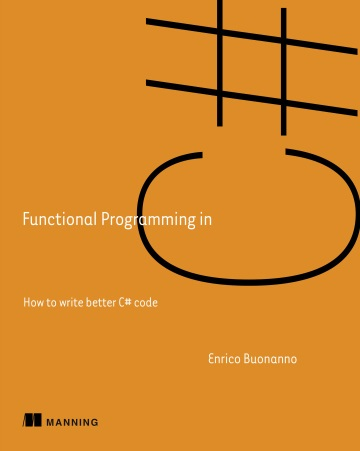 Functional Programming in
C#
How to write better C# code
Enrico Buonanno
MANNING